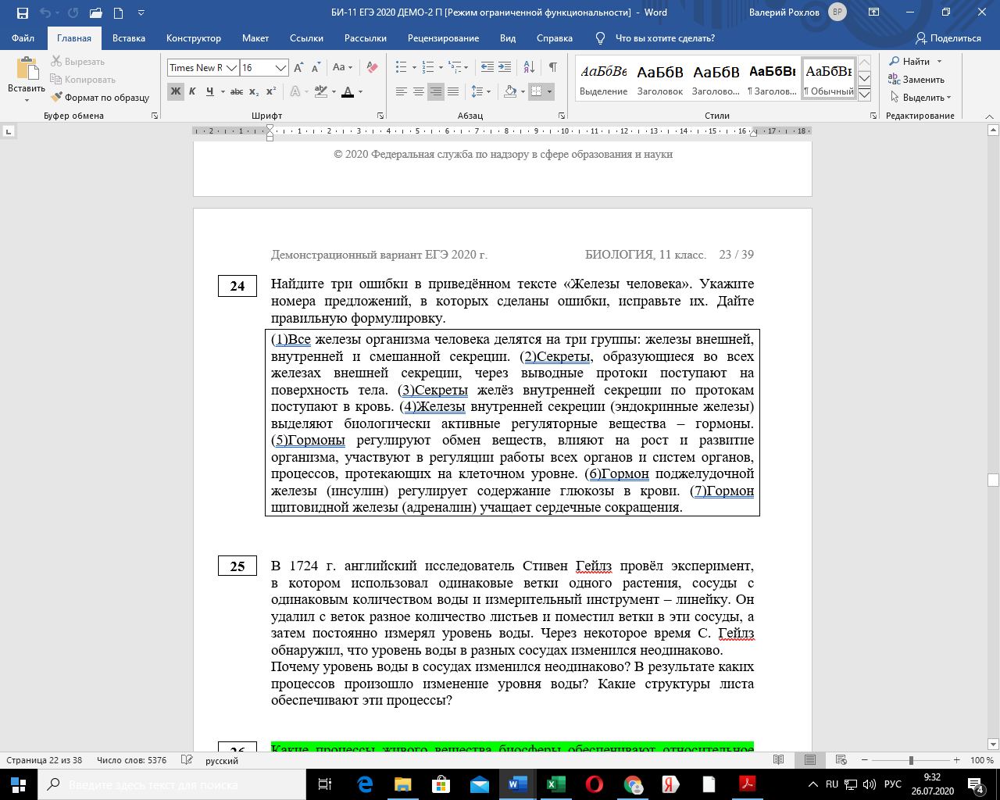 БИ-11 ЕГЭ 2020 ДЕМО-2 П [Режим ограниченной функциональности] - Word
Валерий Рохлов
ВР
Файл Главная Вставка Конструктор Макет Ссылки Рассылки Рецензирование Вид Справка Что вы хотите сделать? Поделиться
Вставить
Вырезать
Копировать
Формат по образцу
Буфер обмена
Times New R 16
Шрифт
Абзац
АаБбВе АаБбВ АаБбВ АаБбВв АаБбВв
Выделение Заголовок Заголово... ¶ Заголов... ¶ Обычный
Стили
Найти
Заменить
Выделить
Редактирование
2 1 1 2 3 4 5 6 7 8 9 10 11 12 13 14 15 16 17 18
© 2020 Федеральная служба по надзору в сфере образования и науки
Демонстрационный вариант ЕГЭ 2020 г. БИОЛОГИЯ, 11 класс. 23 / 39
24
Найдите три ошибки в приведённом тексте «Железы человека». Укажите
номера предложений, в которых сделаны ошибки, исправьте их. Дайте
правильную формулировку.
(1)Все железы организма человека делятся на три группы: железы внешней,
внутренней и смешанной секреции. (2)Секреты, образующиеся во всех
железах внешней секреции, через выводные протоки поступают на
поверхность тела. (3)Секреты желёз внутренней секреции по протокам
поступают в кровь. (4)Железы внутренней секреции (эндокринные железы)
выделяют биологически активные регуляторные вещества – гормоны.
(5)Гормоны регулируют обмен веществ, влияют на рост и развитие
организма, участвуют в регуляции работы всех органов и систем органов,
процессов, протекающих на клеточном уровне. (6)Гормон поджелудочной
железы (инсулин) регулирует содержание глюкозы в крови. (7)Гормон
щитовидной железы (адреналин) учащает сердечные сокращения.
25
В 1724 г. английский исследователь Стивен Гейлз провёл эксперимент,
в котором использовал одинаковые ветки одного растения, сосуды с
одинаковым количеством воды и измерительный инструмент – линейку. Он
удалил с веток разное количество листьев и поместил ветки в эти сосуды, а
затем постоянно измерял уровень воды. Через некоторое время С. Гейлз
обнаружил, что уровень воды в разных сосудах изменился неодинаково.
Почему уровень воды в сосудах изменился неодинаково? В результате каких
процессов произошло изменение уровня воды? Какие структуры листа
обеспечивают эти процессы?
26
Какие процессы живого вещества биосферы обеспечивают относительное
Страница 22 из 38 Число слов: 5376 русский 100 %
Введите здесь текст для поиска
RU РУС
9:32
26.07.2020
4